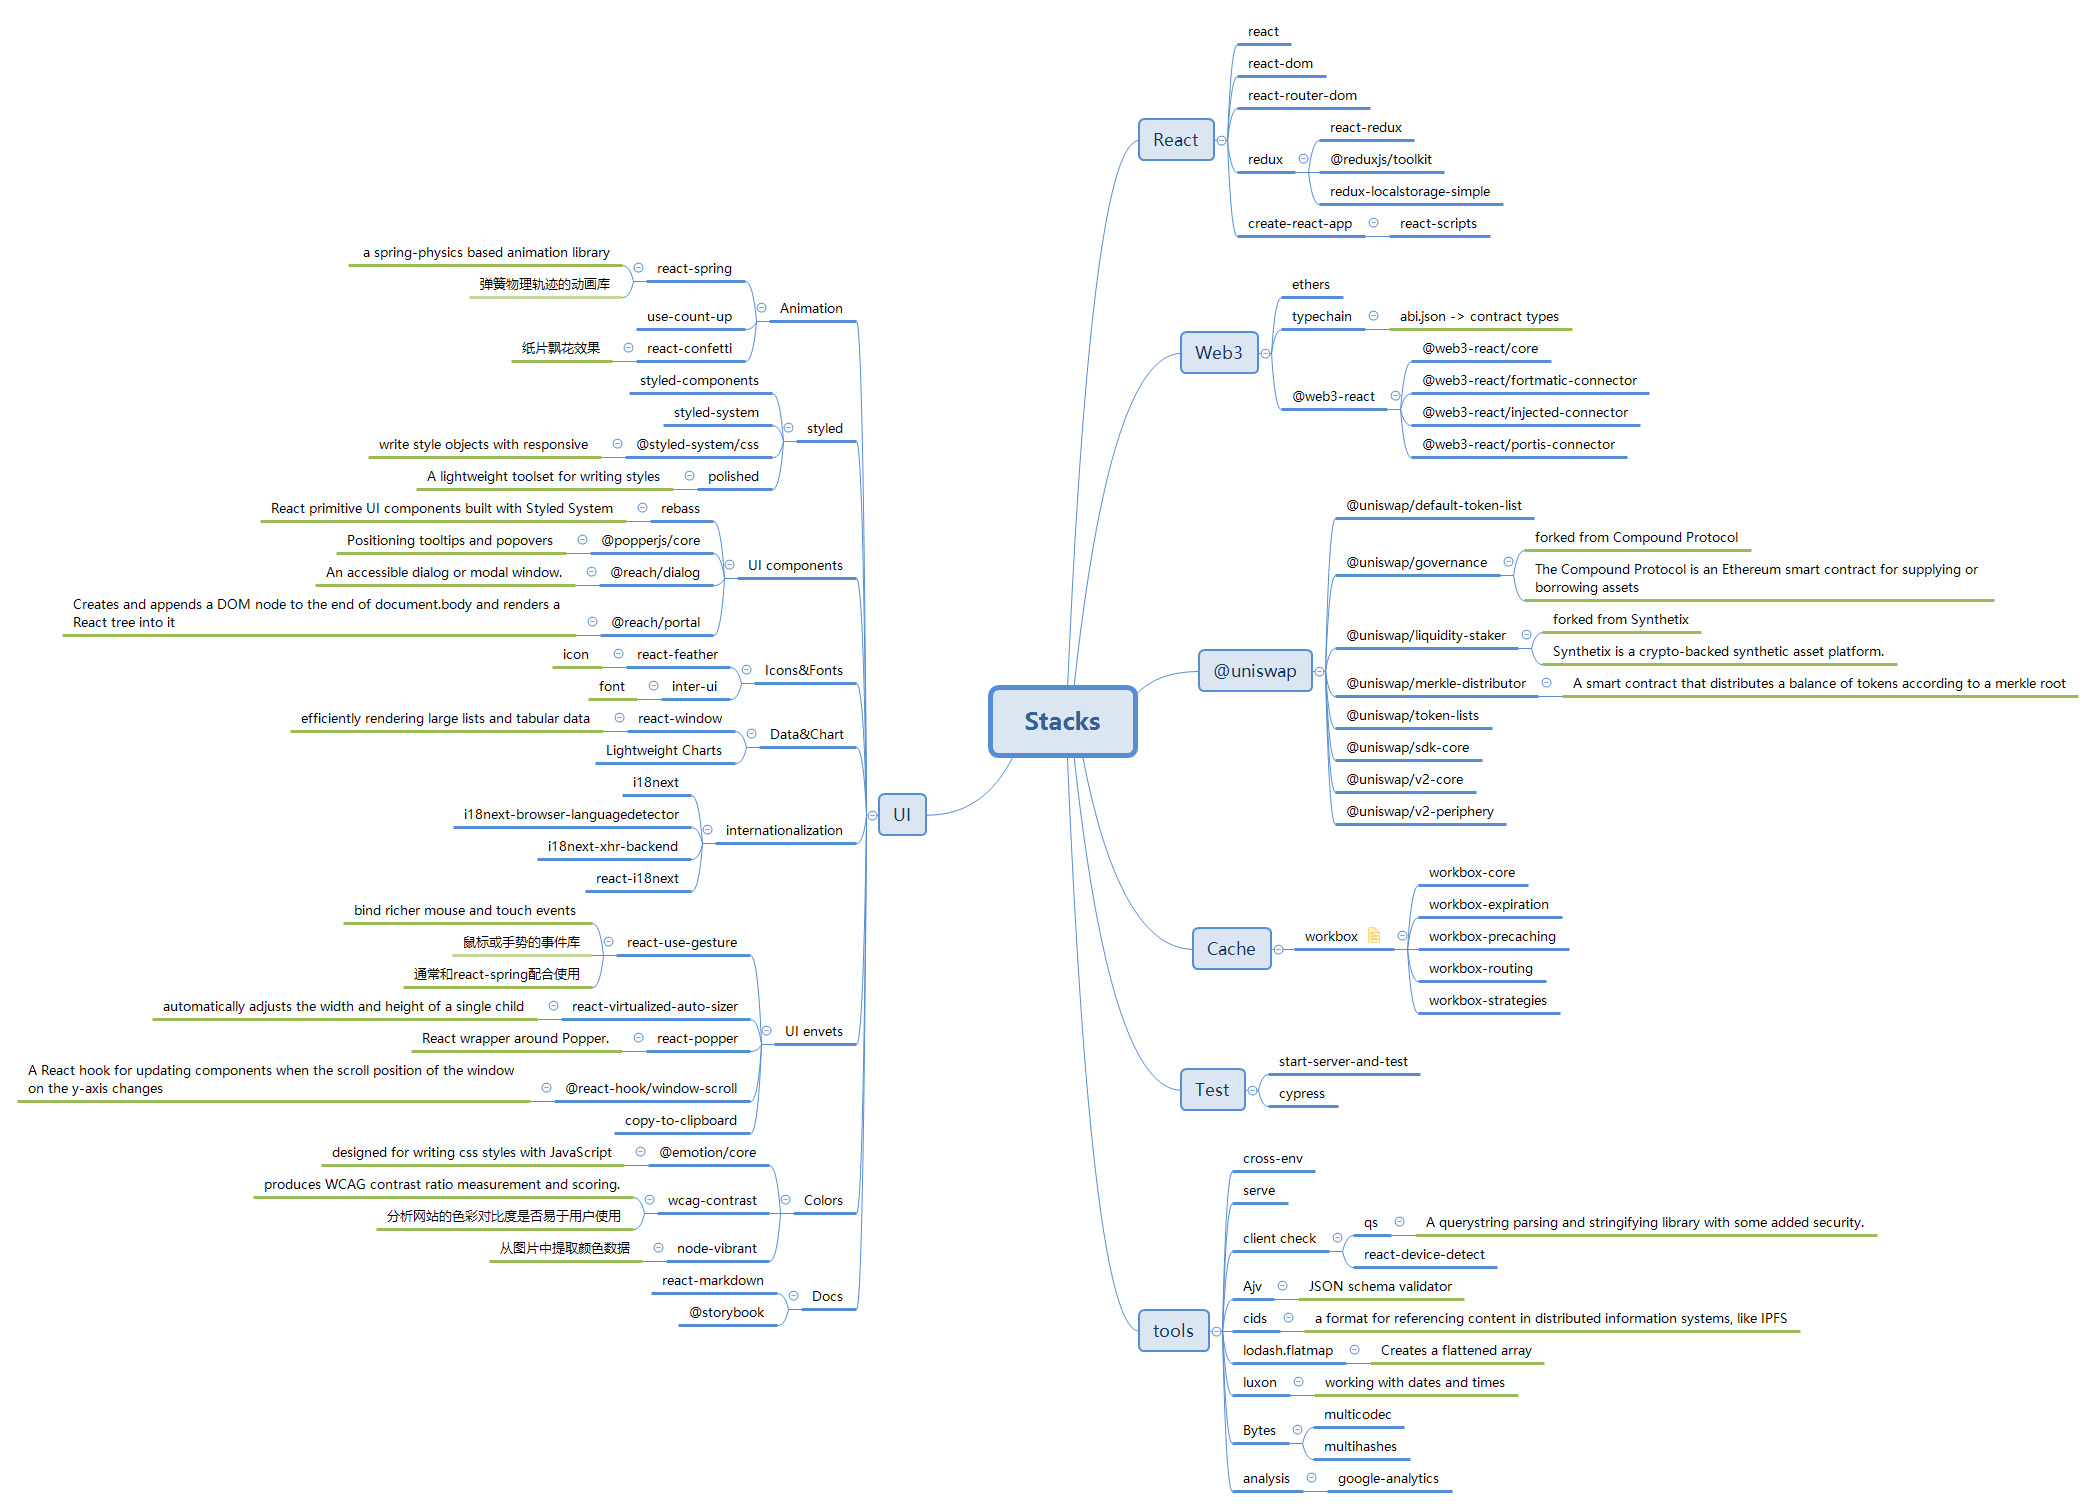 Stacks
React
react
react-dom
react-router-dom
redux
react-redux
@reduxjs/toolkit
redux-localstorage-simple
create-react-app
react-scripts
Web3
ethers
typechain
abi.json -> contract types
@web3-react
@web3-react/core
@web3-react/fortmatic-connector
@web3-react/injected-connector
@web3-react/portis-connector
@uniswap
@uniswap/default-token-list
@uniswap/governance
forked from Compound Protocol
The Compound Protocol is an Ethereum smart contract for supplying or
borrowing assets
@uniswap/liquidity-staker
forked from Synthetix
Synthetix is a crypto-backed synthetic asset platform.
@uniswap/merkle-distributor
A smart contract that distributes a balance of tokens according to a merkle root
@uniswap/token-lists
@uniswap/sdk-core
@uniswap/v2-core
@uniswap/v2-periphery
Cache
workbox
workbox-core
workbox-expiration
workbox-precaching
workbox-routing
workbox-strategies
Test
start-server-and-test
cypress
tools
cross-env
serve
client check
qs
A querystring parsing and stringifying library with some added security.
react-device-detect
Ajv
JSON schema validator
cids
a format for referencing content in distributed information systems, like IPFS
lodash.flatmap
Creates a flattened array
luxon
working with dates and times
Bytes
multicodec
multihashes
analysis
google-analytics
UI
Animation
react-spring
a spring-physics based animation library
弹簧物理轨迹的动画库
use-count-up
react-confetti
纸片飘花效果
styled
styled-components
styled-system
@styled-system/css
write style objects with responsive
polished
A lightweight toolset for writing styles
UI components
rebass
React primitive UI components built with Styled System
@popperjs/core
Positioning tooltips and popovers
@reach/dialog
An accessible dialog or modal window.
@reach/portal
Creates and appends a DOM node to the end of document.body and renders a
React tree into it
Icons&Fonts
react-feather
icon
inter-ui
font
Data&Chart
react-window
efficiently rendering large lists and tabular data
Lightweight Charts
internationalization
i18next
i18next-browser-languagedetector
i18next-xhr-backend
react-i18next
UI envets
react-use-gesture
bind richer mouse and touch events
鼠标或手势的事件库
通常和react-spring配合使用
react-virtualized-auto-sizer
automatically adjusts the width and height of a single child
react-popper
React wrapper around Popper.
@react-hook/window-scroll
A React hook for updating components when the scroll position of the window
on the y-axis changes
copy-to-clipboard
Colors
@emotion/core
designed for writing css styles with JavaScript
wcag-contrast
produces WCAG contrast ratio measurement and scoring.
分析网站的色彩对比度是否易于用户使用
node-vibrant
从图片中提取颜色数据
Docs
react-markdown
@storybook